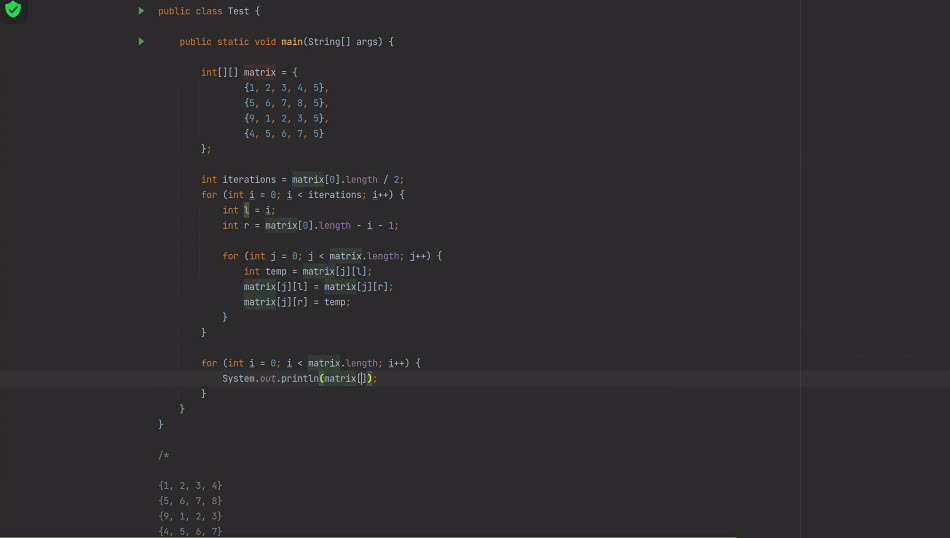 public class Test {
public static void main(String[] args) {
int[][] matrix = {
{1, 2, 3, 4, 5},
{5, 6, 7, 8, 5},
{9, 1, 2, 3, 5},
{4, 5, 6, 7, 5}
};
int iterations = matrix[0].length / 2;
for (int i = 0; i < iterations; i++) {
int l = i;
int r = matrix[0].length - i - 1;
for (int j = 0; j < matrix.length; j++) {
int temp = matrix[j][l];
matrix[j][l] = matrix[j][r];
matrix[j][r] = temp;
}
}
for (int i = 0; i < matrix.length; i++) {
System.out.println(matrix[]);
}
}
}
/*
{1, 2, 3, 4}
{5, 6, 7, 8}
{9, 1, 2, 3}
{4, 5, 6, 7}